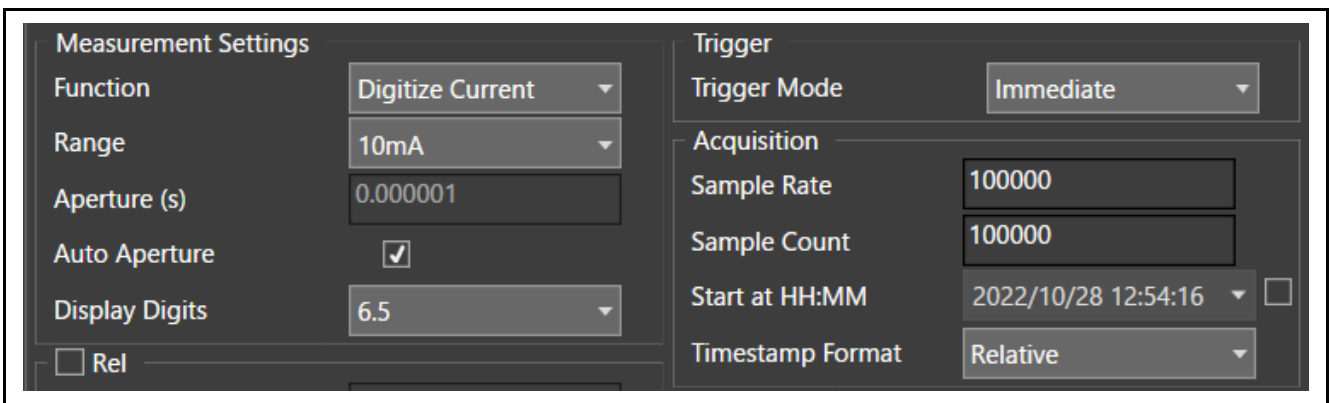 Measurement Settings
Function
Digitize Current
Range
10mA
Aperture (s)
0.000001
Auto Aperture
Display Digits
6.5
Rel
Trigger
Trigger Mode
Immediate
Acquisition
Sample Rate
100000
Sample Count
100000
Start at HH:MM
2022/10/28 12:54:16
Timestamp Format
Relative